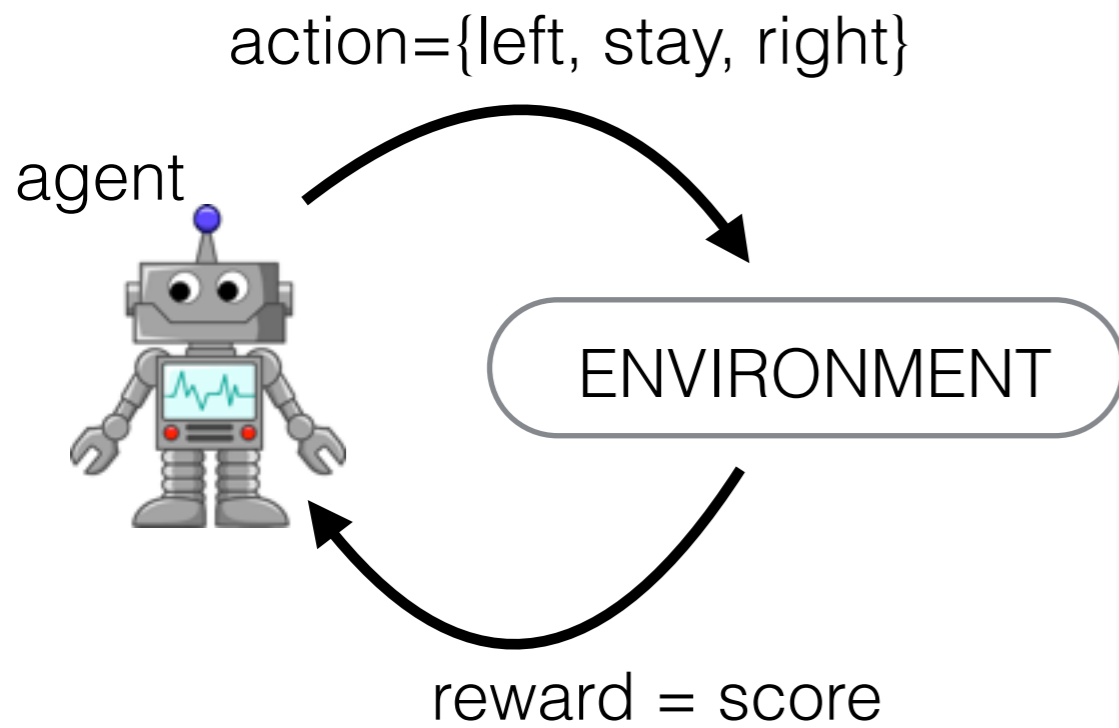 action={left, stay, right}
agent
ENVIRONMENT
reward = score